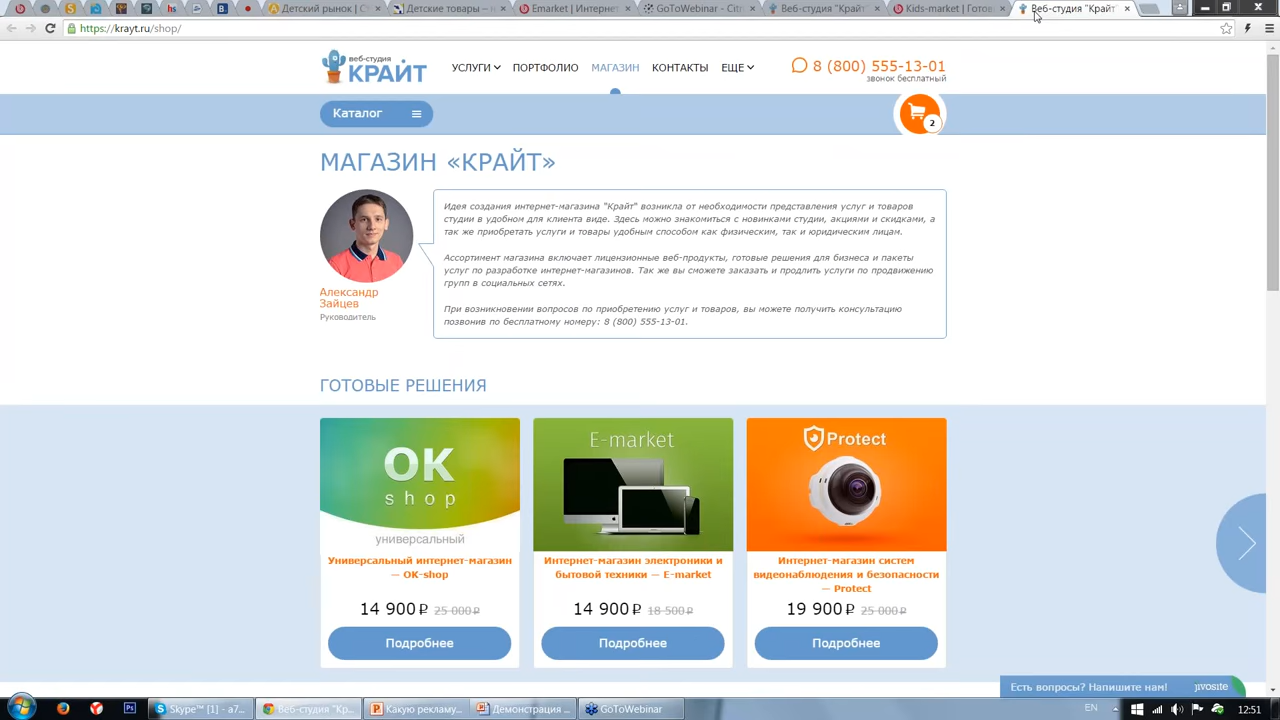 Детский рынок | С
Детские товары – п
Emarket | Интернет
GoToWebinar - Citri
Веб-студия "Крайт"
Kids-market | Готов
Веб-студия "Крайт"
https://krayt.ru/shop/
веб-студия
КРАЙТ
УСЛУГИ
ПОРТФОЛИО
МАГАЗИН
КОНТАКТЫ
ЕЩЕ
8 (800) 555-13-01
звонок бесплатный
Каталог
2
МАГАЗИН «КРАЙТ»
Идея создания интернет-магазина "Крайт" возникла от необходимости представления услуг и товаров
студии в удобном для клиента виде. Здесь можно знакомиться с новинками студии, акциями и скидками, а
так же приобретать услуги и товары удобным способом как физическим, так и юридическим лицам.
Ассортимент магазина включает лицензионные веб-продукты, готовые решения для бизнеса и пакеты
услуг по разработке интернет-магазинов. Так же вы сможете заказать и продлить услуги по продвижению
групп в социальных сетях.
При возникновении вопросов по приобретению услуг и товаров, вы можете получить консультацию
позвонив по бесплатному номеру: 8 (800) 555-13-01.
Александр
Зайцев
Руководитель
ГОТОВЫЕ РЕШЕНИЯ
OK
shop
универсальный
Универсальный интернет-магазин
— OK-shop
14 900 ₽ 25 000 ₽
Подробнее
E-market
Интернет-магазин электроники и
бытовой техники — E-market
14 900 ₽ 18 500 ₽
Подробнее
Protect
Интернет-магазин систем
видеонаблюдения и безопасности
— Protect
19 900 ₽ 25 000 ₽
Подробнее
Есть вопросы? Напишите нам!
jivosite
Skype™ [1] - a7...
Веб-студия "Кр...
Какую рекламу...
Демонстрация ...
GoToWebinar
EN
12:51